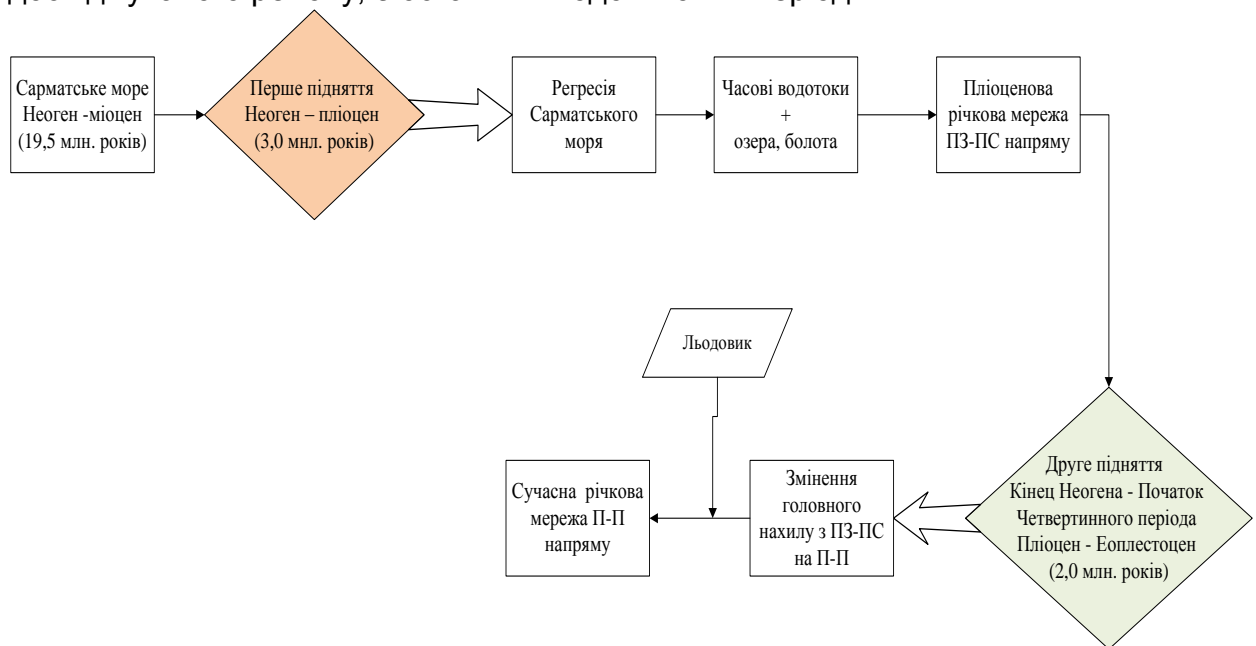 Сарматське море
Неоген -міоцен
(19,5 млн. років)
Перше підняття
Неоген – пліоцен
(3,0 мнл. років)
Регресія
Сарматського
моря
Часові водотоки
+
озера, болота
Пліоценова
річкова мережа
ПЗ-ПС напряму
Льодовик
Друге підняття
Кінец Неогена - Початок
Четвертинного періода
Пліоцен - Еоплестоцен
(2,0 млн. років)
Змінення
головного
нахилу з ПЗ-ПС
на П-П
Сучасна річкова
мережа П-П
напряму